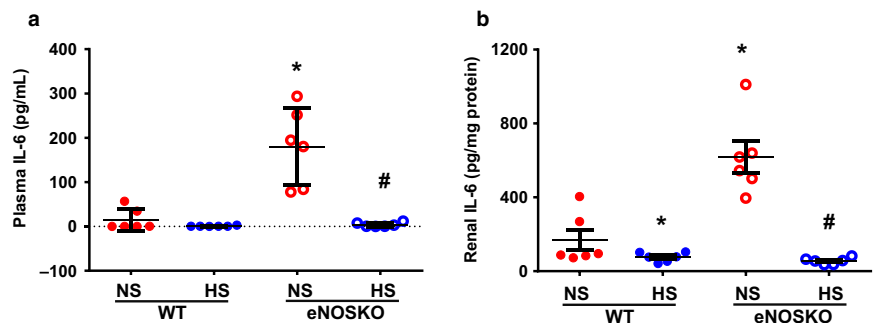 a
Plasma IL-6 (pg/mL)
400
300
200
100
0
–100
*
#
NS HS NS HS
WT eNOSKO
b
Renal IL-6 (pg/mg protein)
1200
800
400
0
*
*
#
NS HS NS HS
WT eNOSKO